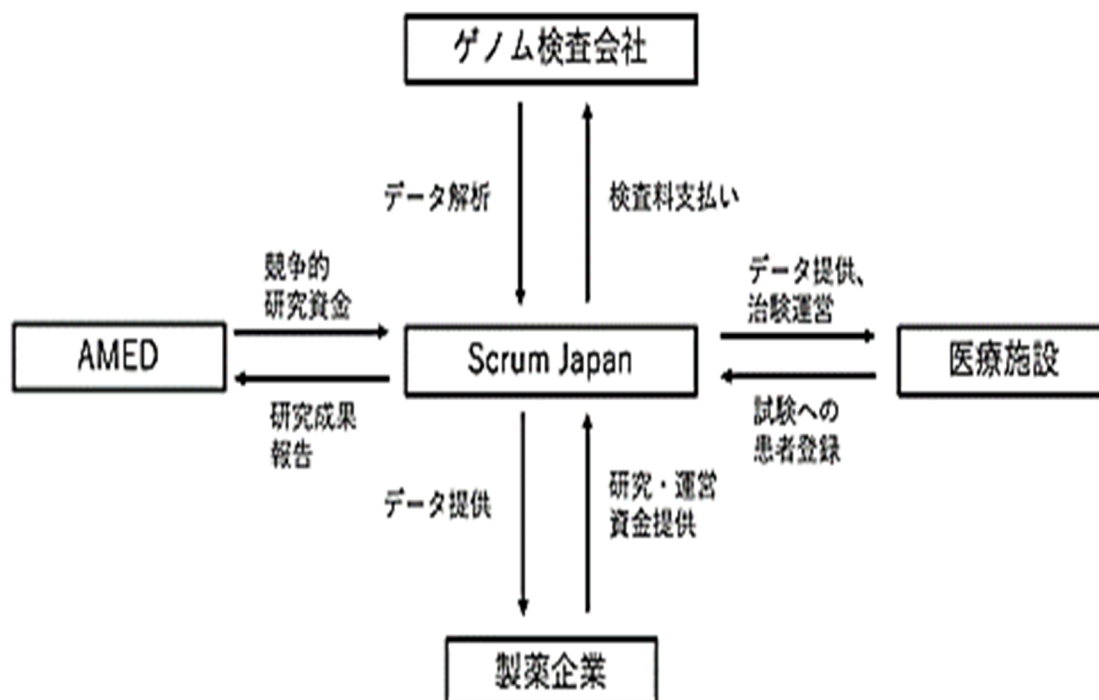 ゲノム検査会社
データ解析
検査料支払い
競争的
研究資金
データ提供、
治験運営
AMED
Scrum Japan
医療施設
研究成果
報告
試験への
患者登録
データ提供
研究・運営
資金提供
製薬企業